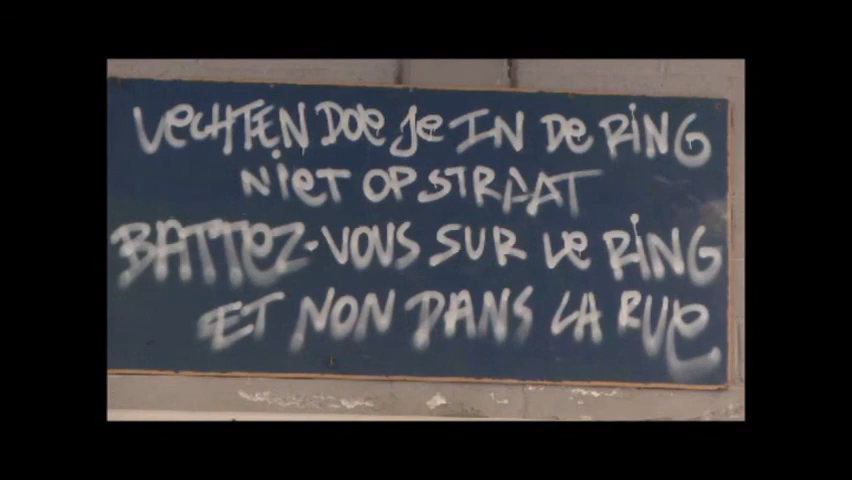 VeCHTEN DOe Je IN De RING
NieT OP STRAAT
BATTeZ-VOUS SUR Le RING
ET NON DANS LA RUe